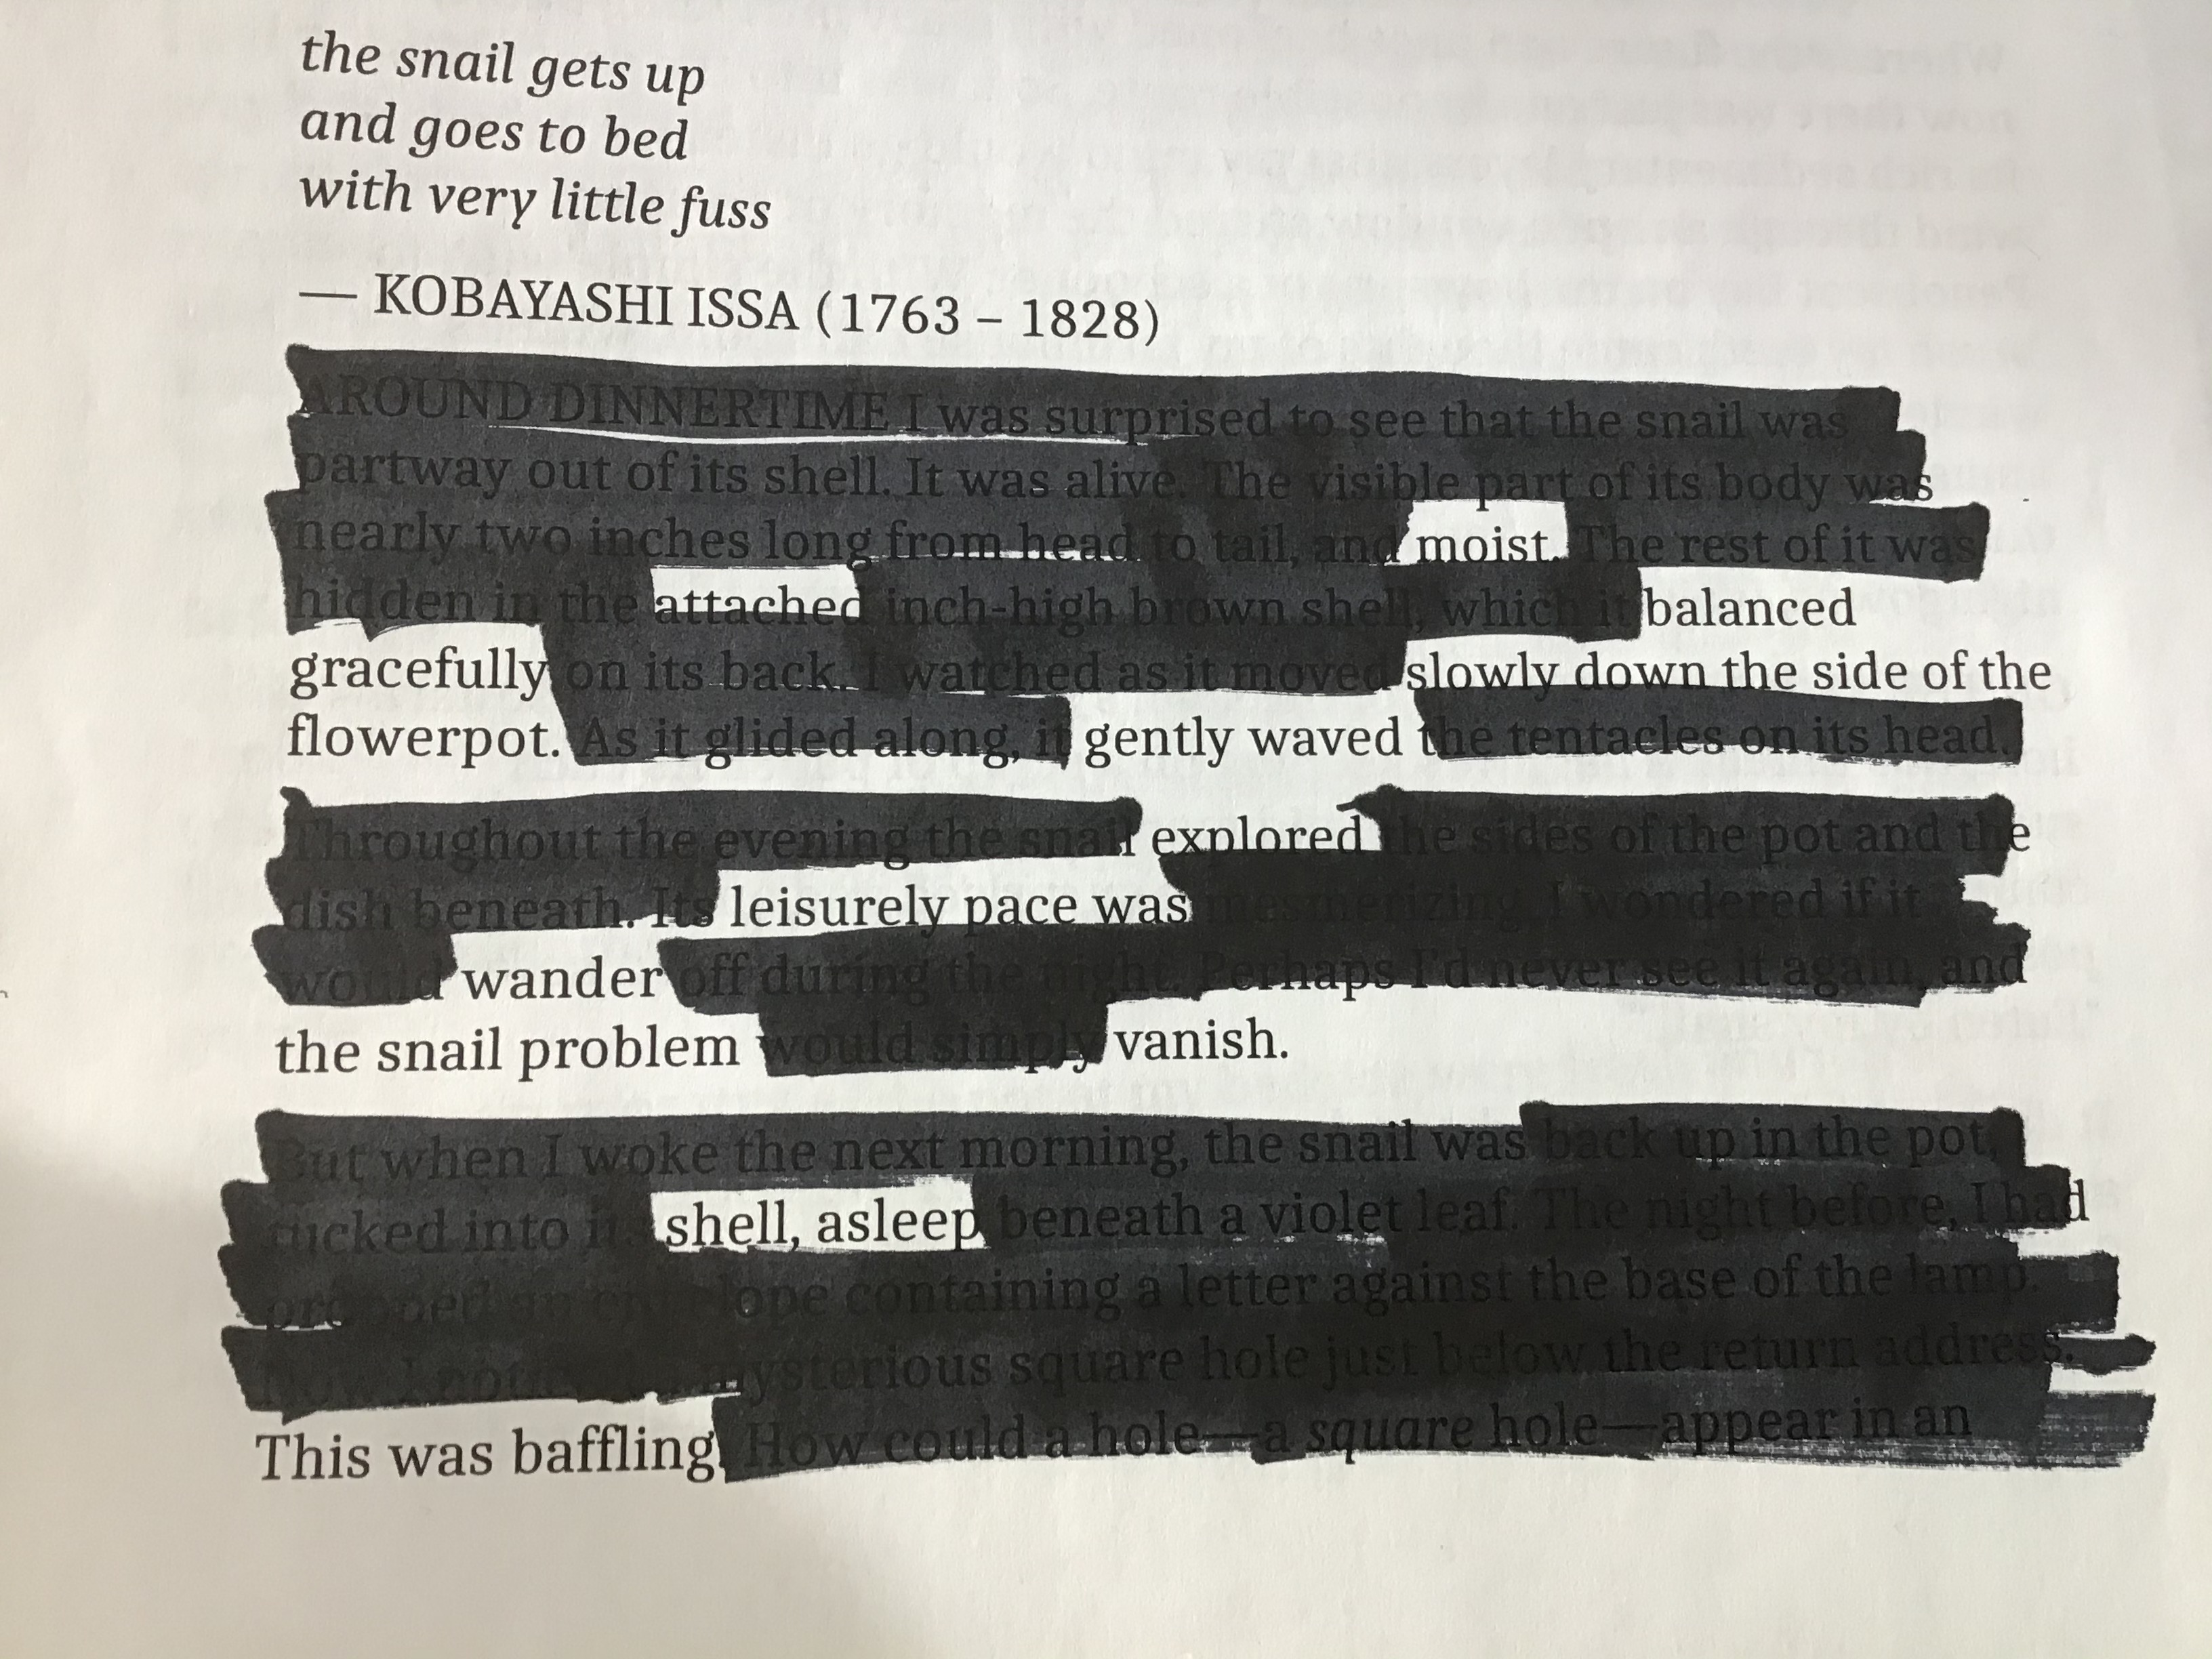 the snail gets up
and goes to bed
with very little fuss
— KOBAYASHI ISSA (1763 – 1828)
AROUND DINNERTIME I was surprised to see that the snail was
partway out of its shell. It was alive. The visible part of its body was
nearly two inches long from head to tail, and moist. The rest of it was
hidden in the attached inch-high brown shell, which it balanced
gracefully on its back. I watched as it moved slowly down the side of the
flowerpot. As it glided along, it gently waved the tentacles on its head.
Throughout the evening the snail explored the sides of the pot and the
dish beneath. Its leisurely pace was mesmerizing. I wondered if it
would wander off during the night. Perhaps I'd never see it again, and
the snail problem would simply vanish.
But when I woke the next morning, the snail was back up in the pot,
tucked into its shell, asleep beneath a violet leaf. The night before, I had
propped an envelope containing a letter against the base of the lamp.
Now I mysterious square hole just below the return address.
This was baffling. How could a hole—a square hole—appear in an